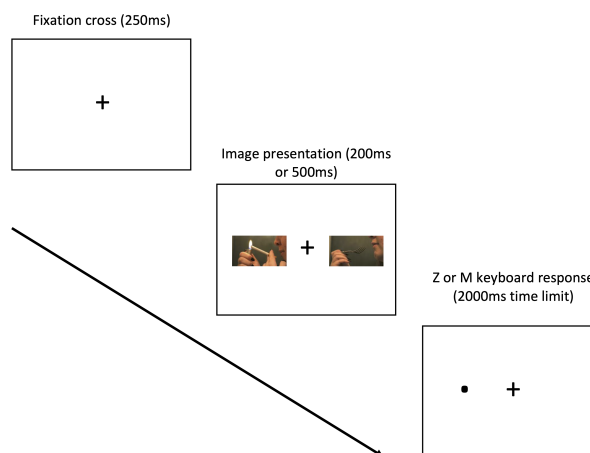 Fixation cross (250ms)
Image presentation (200ms
or 500ms)
Z or M keyboard response
(2000ms time limit)